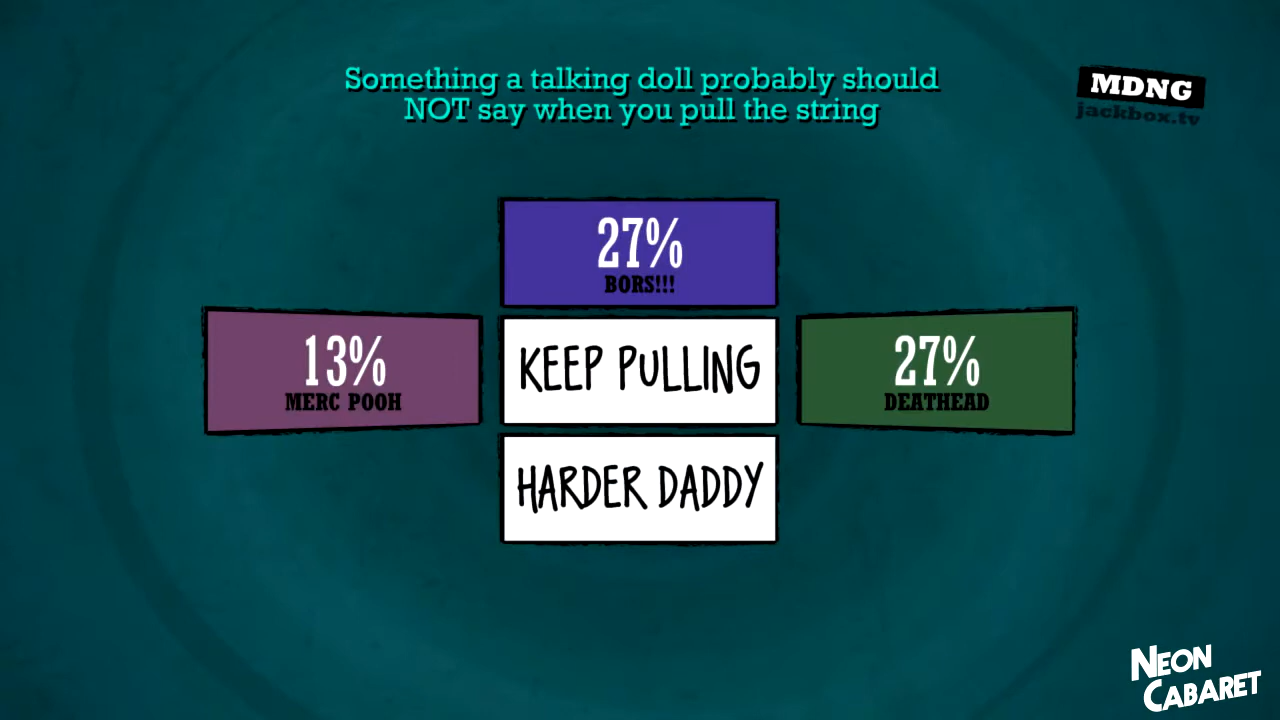 Something a talking doll probably should
NOT say when you pull the string
MDNG
jackbox.tv
27%
BORS!!!
13%
MERC POOH
KEEP PULLING
27%
DEATHEAD
HARDER DADDY
NEON
CABARET